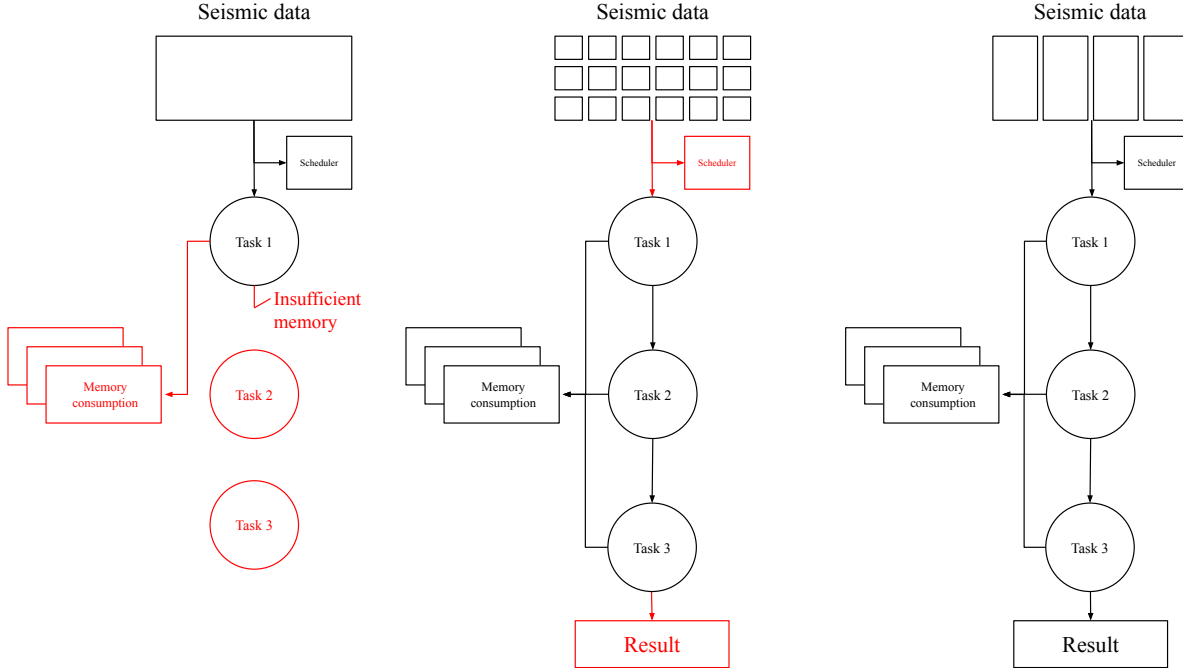 Seismic data
Scheduler
Task 1
Insufficient
memory
Memory
consumption
Task 2
Task 3
Seismic data
Scheduler
Task 1
Memory
consumption
Task 2
Task 3
Result
Seismic data
Scheduler
Task 1
Memory
consumption
Task 2
Task 3
Result